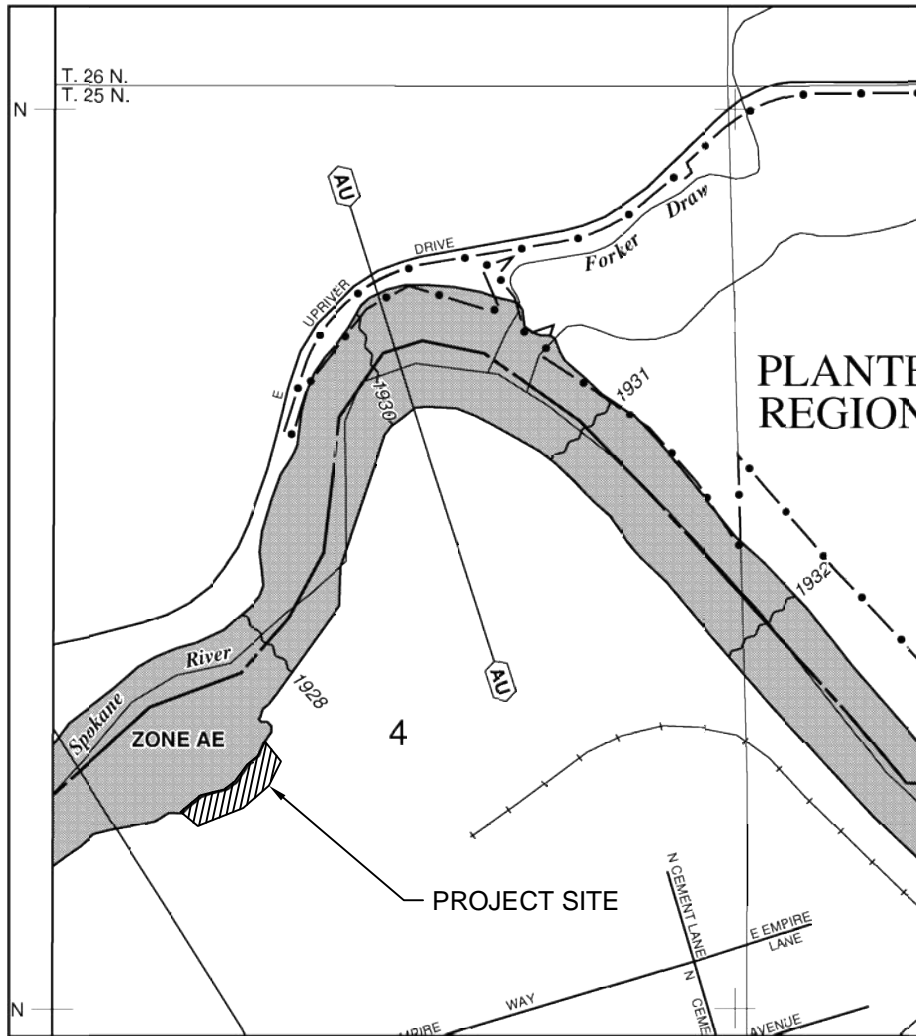 T. 26 N.
T. 25 N.
N
AU
Forker Draw
DRIVE
UPRIVER
E
PLANTE
REGION
1931
1930
1932
River
Spokane
1928
AU
ZONE AE
4
PROJECT SITE
N CEMENT LANE
E EMPIRE
LANE
N
CEME
WAY
MPIRE
AVENUE
N